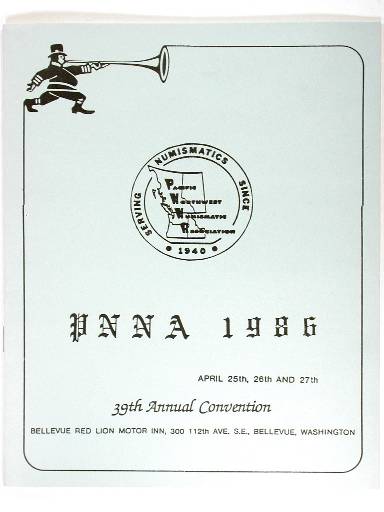 SERVING NUMISMATICS SINCE
PACIFIC
NORTHWEST
NUMISMATIC
ASSOCIATION
1940
PNNA 1986
APRIL 25th, 26th AND 27th
39th Annual Convention
BELLEVUE RED LION MOTOR INN, 300 112th AVE. S.E., BELLEVUE, WASHINGTON